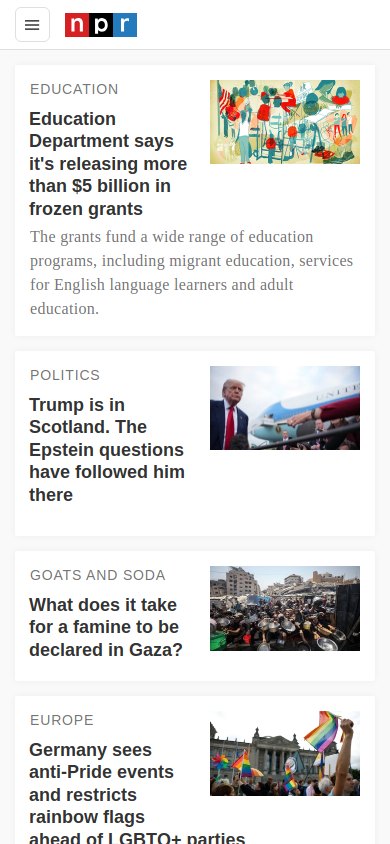 npr
EDUCATION
Education
Department says
it's releasing more
than $5 billion in
frozen grants
The grants fund a wide range of education
programs, including migrant education, services
for English language learners and adult
education.
POLITICS
Trump is in
Scotland. The
Epstein questions
have followed him
there
GOATS AND SODA
What does it take
for a famine to be
declared in Gaza?
EUROPE
Germany sees
anti-Pride events
and restricts
rainbow flags
ahead of LGBTQ+ parties